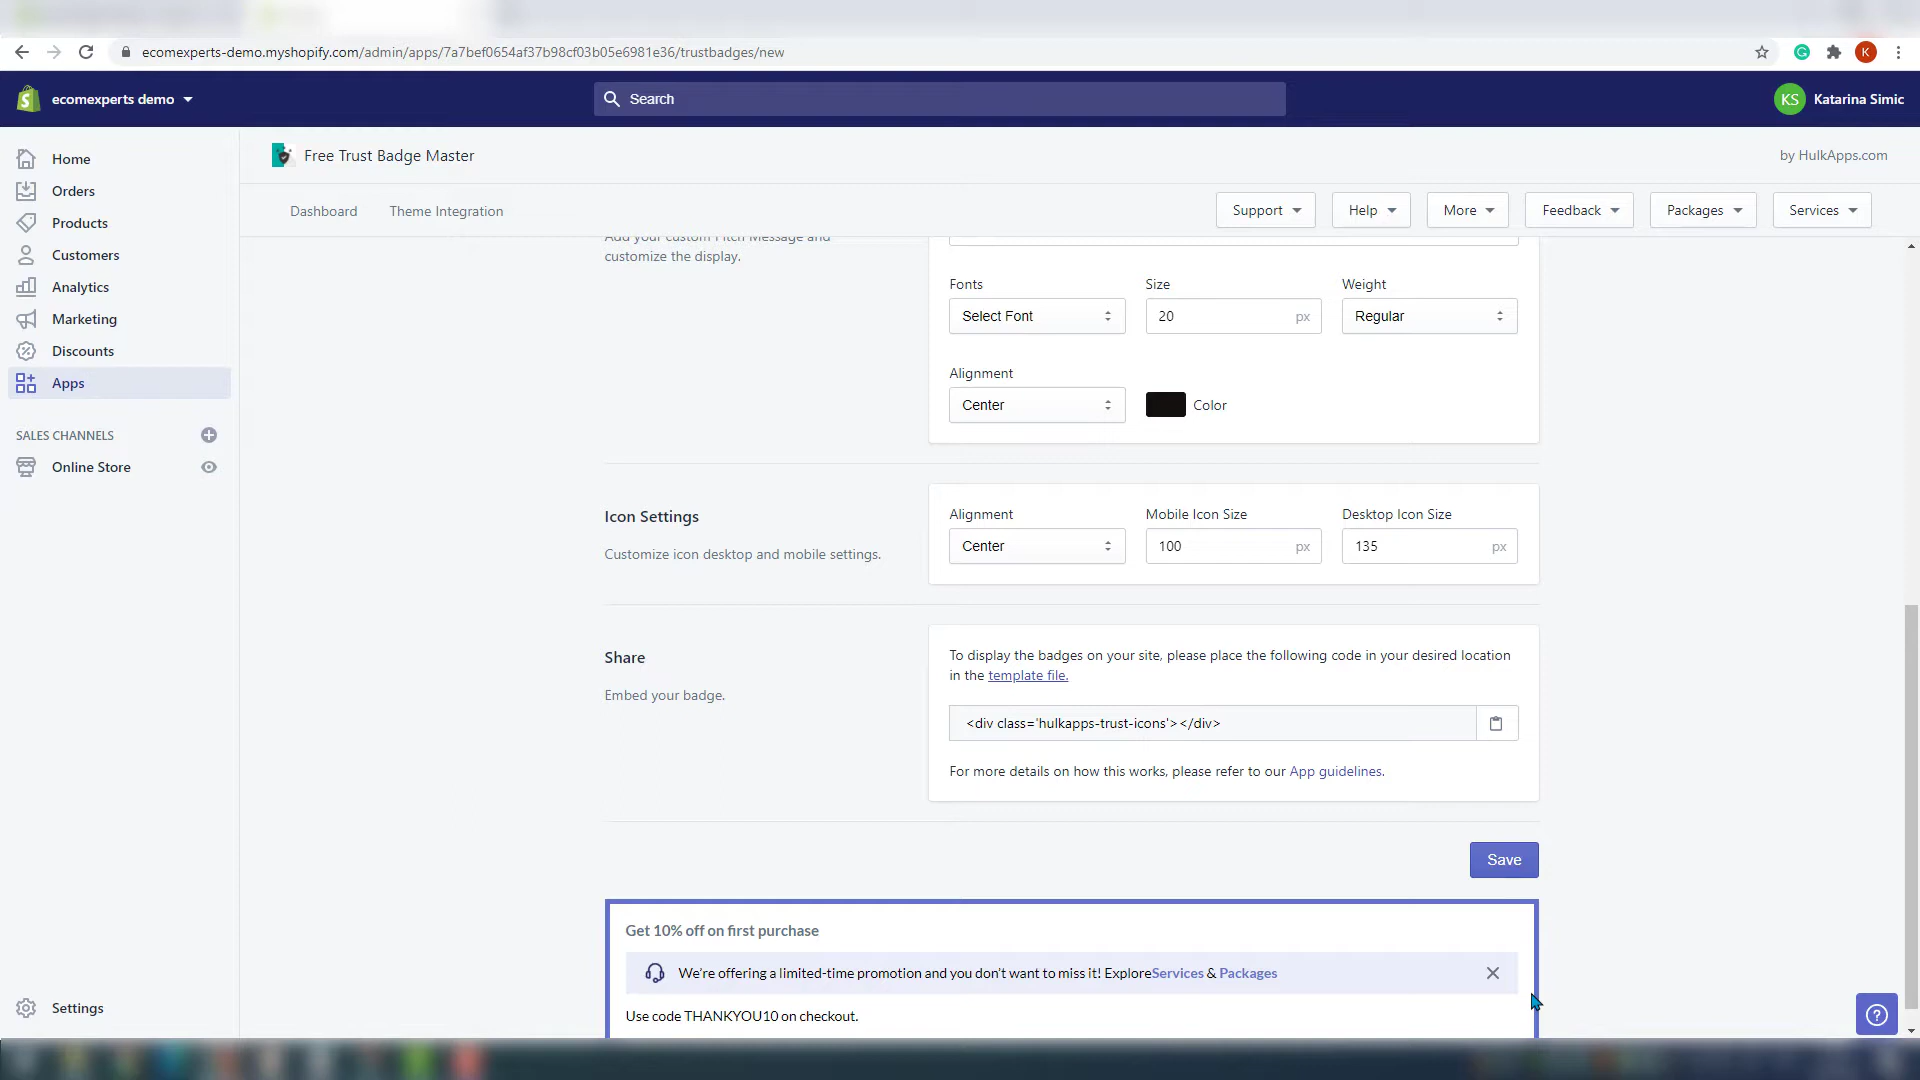 ecomexperts-demo.myshopify.com/admin/apps/7a7bef0654af37b98cf03b05e6981e36/trustbadges/new
K
ecomexperts demo
Search
KS
Katarina Simic
Home
Orders
Products
Customers
Analytics
Marketing
Discounts
Apps
SALES CHANNELS
Online Store
Settings
Free Trust Badge Master
by HulkApps.com
Dashboard
Theme Integration
Support
Help
More
Feedback
Packages
Services
Add your custom Pitch Message and
customize the display.
Fonts
Size
Weight
Select Font
20
px
Regular
Alignment
Center
Color
Icon Settings
Customize icon desktop and mobile settings.
Alignment
Mobile Icon Size
Desktop Icon Size
Center
100
px
135
px
Share
Embed your badge.
To display the badges on your site, please place the following code in your desired location
in the template file.
<div class='hulkapps-trust-icons'></div>
For more details on how this works, please refer to our App guidelines.
Save
Get 10% off on first purchase
We're offering a limited-time promotion and you don't want to miss it! ExploreServices & Packages
Use code THANKYOU10 on checkout.